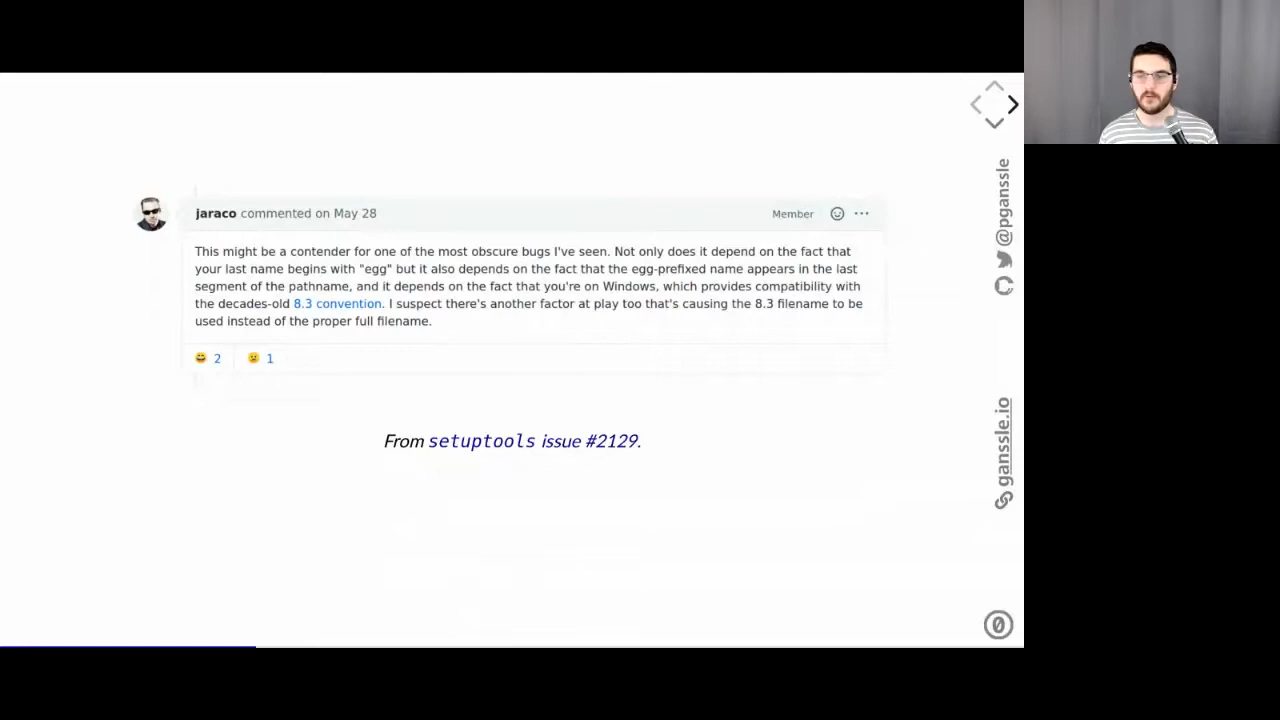 jaraco commented on May 28
Member
This might be a contender for one of the most obscure bugs I've seen. Not only does it depend on the fact that
your last name begins with "egg" but it also depends on the fact that the egg-prefixed name appears in the last
segment of the pathname, and it depends on the fact that you're on Windows, which provides compatibility with
the decades-old 8.3 convention. I suspect there's another factor at play too that's causing the 8.3 filename to be
used instead of the proper full filename.
2
1
From setuptools issue #2129.
@pganssle
ganssle.io
0